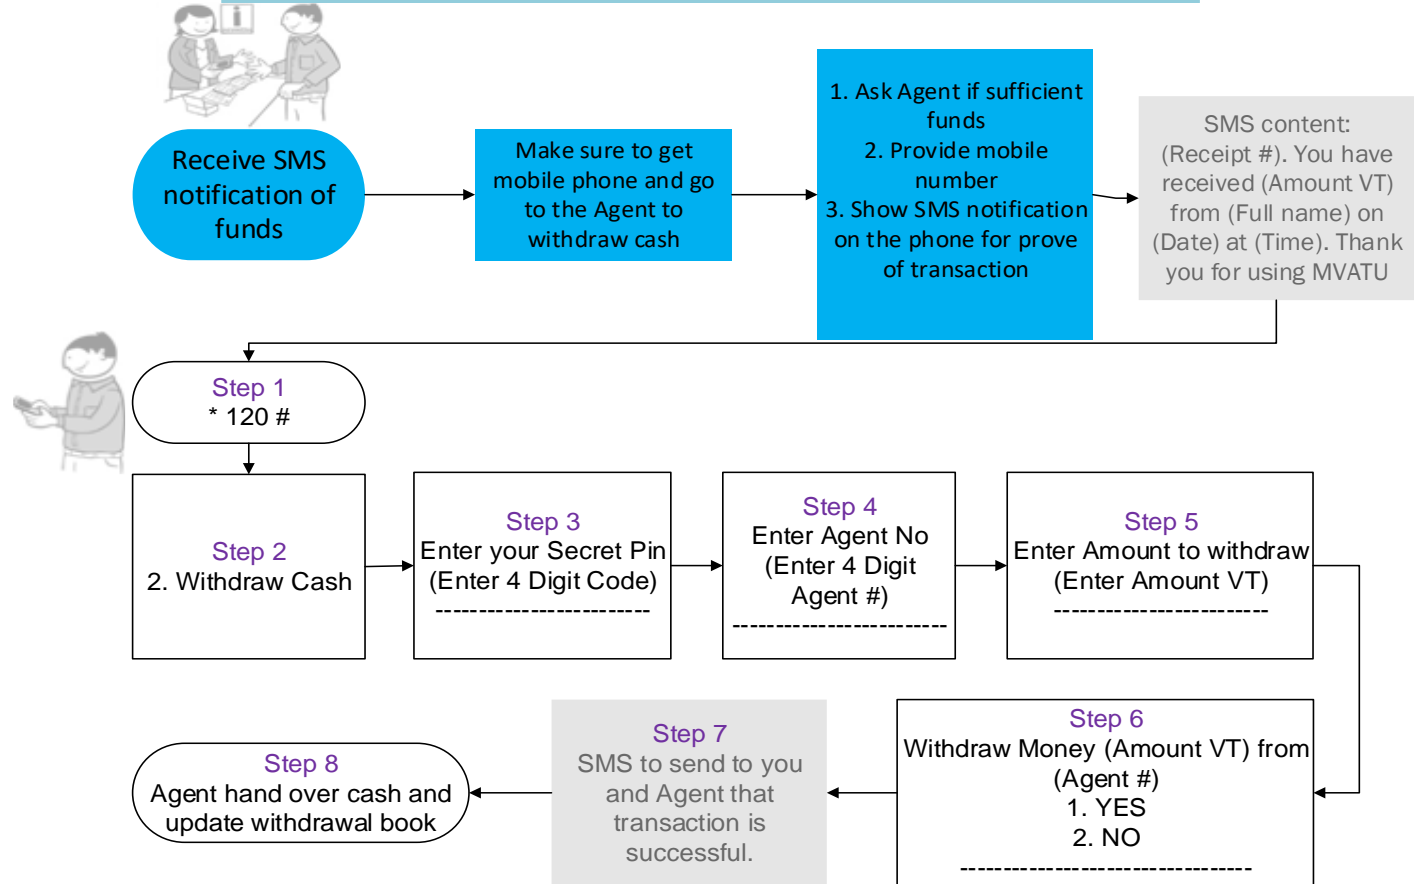 i
Receive SMS
notification of
funds
Make sure to get
mobile phone and go
to the Agent to
withdraw cash
1. Ask Agent if sufficient
funds
2. Provide mobile
number
3. Show SMS notification
on the phone for prove
of transaction
SMS content:
(Receipt #). You have
received (Amount VT)
from (Full name) on
(Date) at (Time). Thank
you for using MVATU
Step 1
* 120 #
Step 2
2. Withdraw Cash
Step 3
Enter your Secret Pin
(Enter 4 Digit Code)
-------------------------
Step 4
Enter Agent No
(Enter 4 Digit
Agent #)
-------------------------
Step 5
Enter Amount to withdraw
(Enter Amount VT)
-------------------------
Step 6
Withdraw Money (Amount VT) from
(Agent #)
1. YES
2. NO
----------------------------------
Step 7
SMS to send to you
and Agent that
transaction is
successful.
Step 8
Agent hand over cash and
update withdrawal book